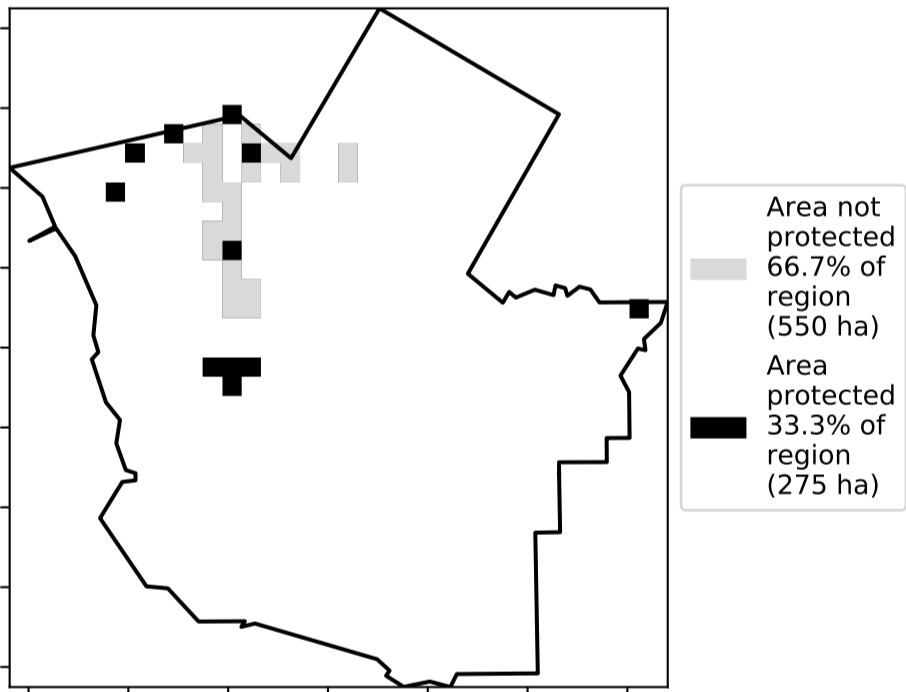 Area not
protected
66.7% of
region
(550 ha)
Area
protected
33.3% of
region
(275 ha)